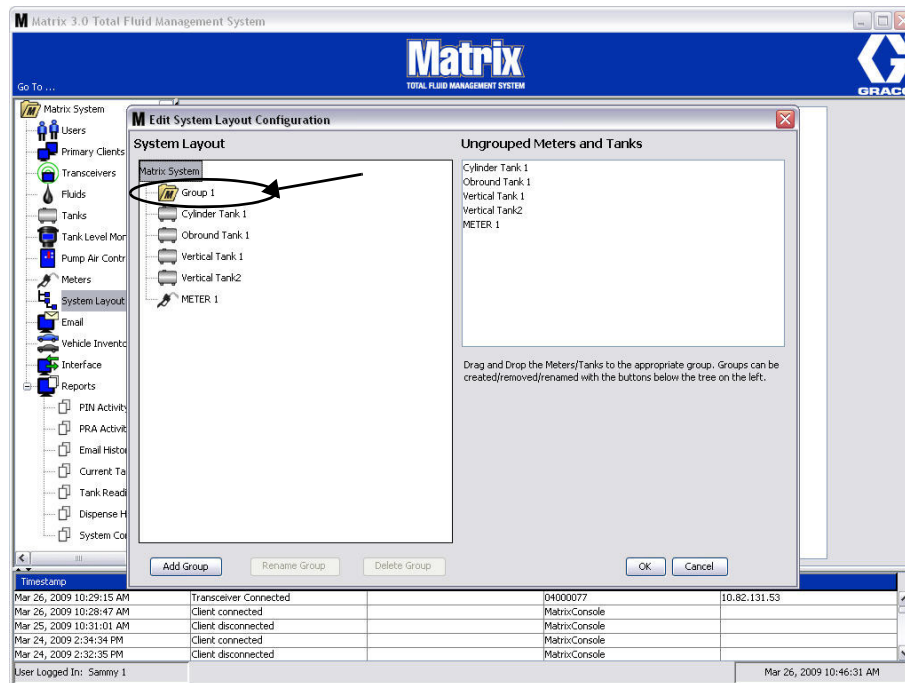 Matrix 3.0 Total Fluid Management System
Matrix
TOTAL FLUID MANAGEMENT SYSTEM
GRACO
Go To ...
Matrix System
Users
Primary Clients
Transceivers
Fluids
Tanks
Tank Level Mon
Pump Air Contr
Meters
System Layout
Email
Vehicle Invento
Interface
Reports
PIN Activity
PRA Activit
Email Histor
Current Ta
Tank Readi
Dispense H
System Con
M Edit System Layout Configuration
System Layout
Matrix System
Group 1
Cylinder Tank 1
Obround Tank 1
Vertical Tank 1
Vertical Tank2
METER 1
Ungrouped Meters and Tanks
Cylinder Tank 1
Obround Tank 1
Vertical Tank 1
Vertical Tank2
METER 1
Drag and Drop the Meters/Tanks to the appropriate group. Groups can be
created/removed/renamed with the buttons below the tree on the left.
Add Group Rename Group Delete Group OK Cancel
Timestamp
Mar 26, 2009 10:29:15 AM Transceiver Connected 04000077 10.82.131.53
Mar 26, 2009 10:28:47 AM Client connected MatrixConsole
Mar 25, 2009 10:31:01 AM Client disconnected MatrixConsole
Mar 24, 2009 2:34:34 PM Client connected MatrixConsole
Mar 24, 2009 2:32:35 PM Client disconnected MatrixConsole
User Logged In: Sammy 1 Mar 26, 2009 10:46:31 AM